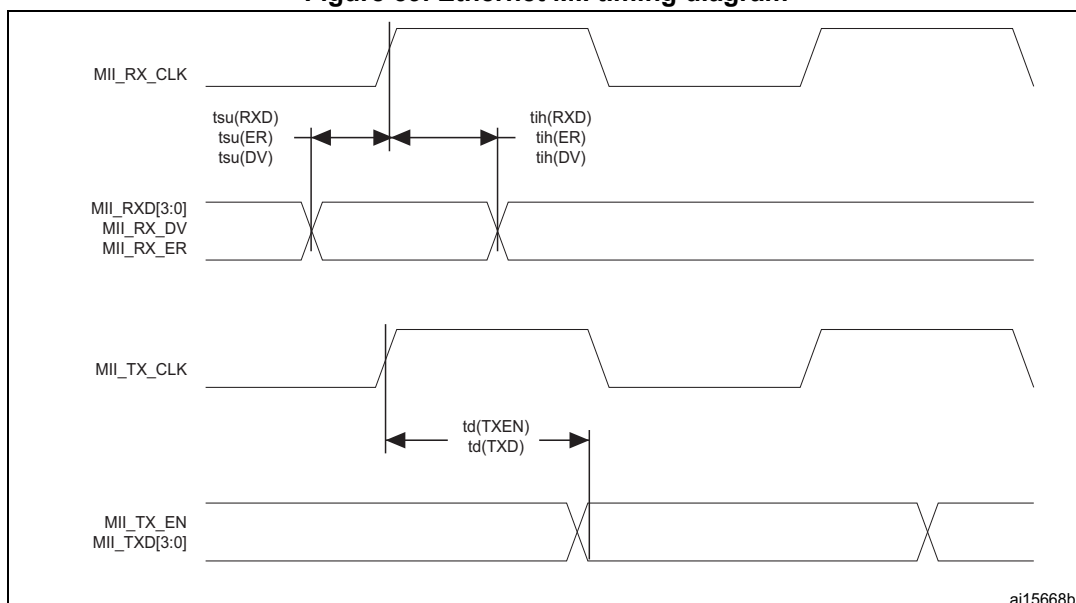 MII_RX_CLK
tsu(RXD)
tsu(ER)
tsu(DV)
tih(RXD)
tih(ER)
tih(DV)
MII_RXD[3:0]
MII_RX_DV
MII_RX_ER
MII_TX_CLK
td(TXEN)
td(TXD)
MII_TX_EN
MII_TXD[3:0]
ai15668b